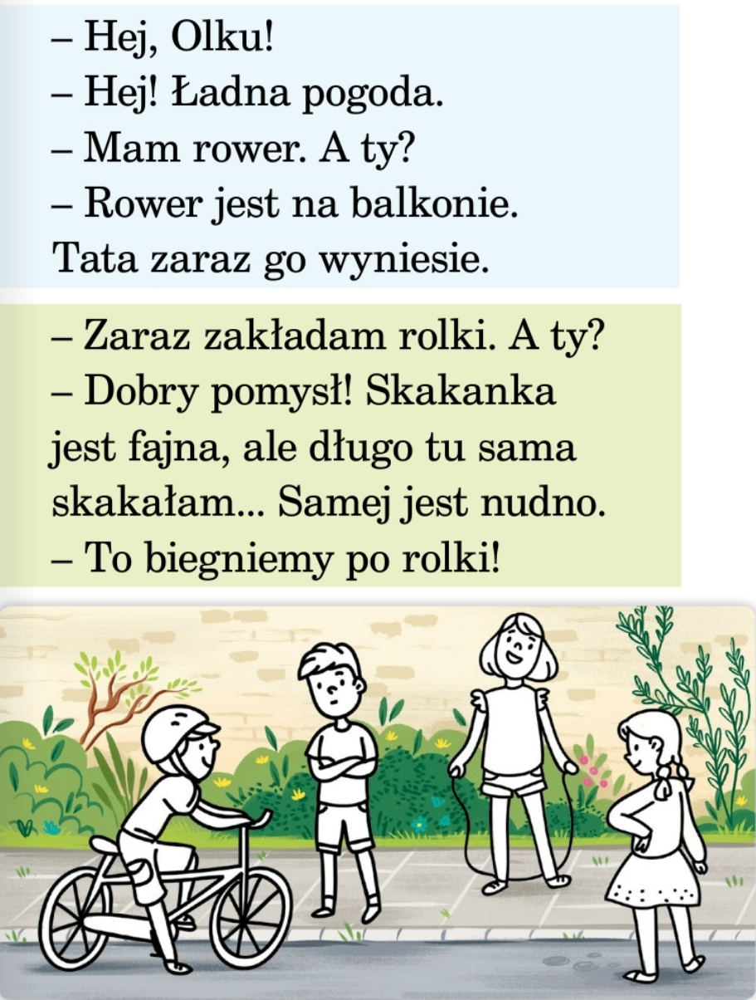 – Hej, Olku!
– Hej! Ładna pogoda.
– Mam rower. A ty?
– Rower jest na balkonie.
Tata zaraz go wyniesie.
– Zaraz zakładam rolki. A ty?
– Dobry pomysł! Skakanka
jest fajna, ale długo tu sama
skakałam... Samej jest nudno.
– To biegniemy po rolki!